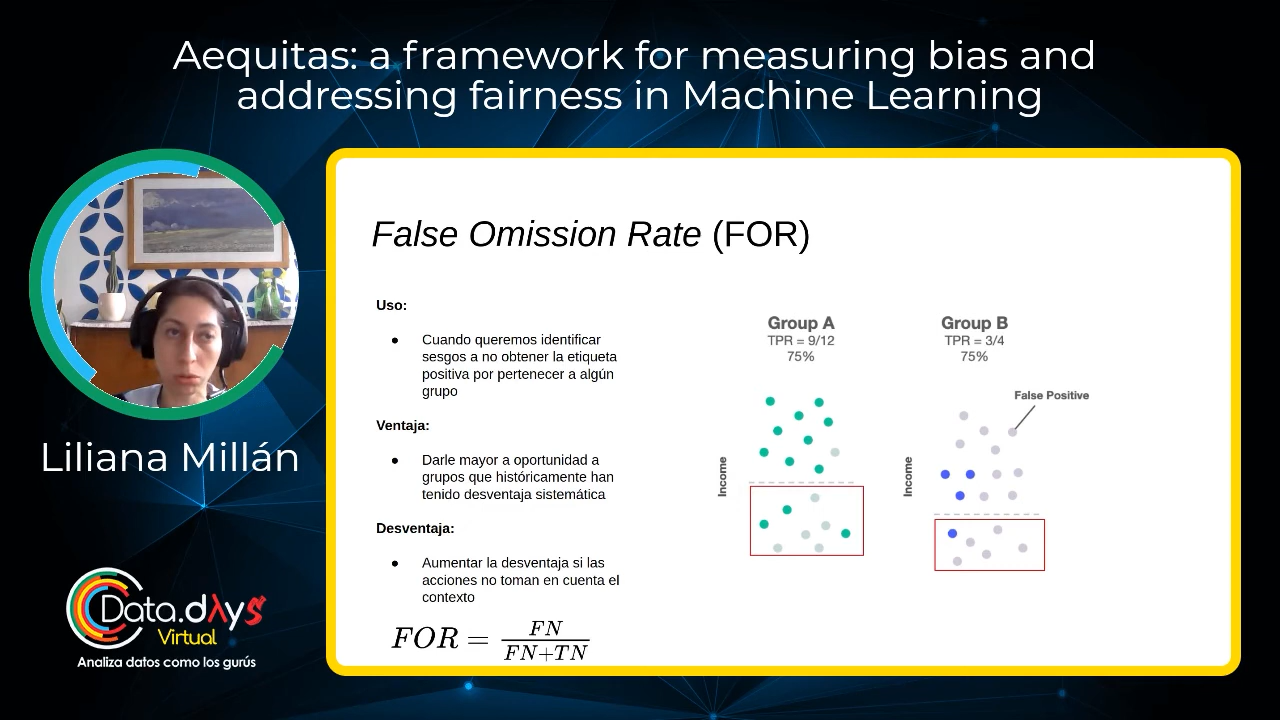 Aequitas: a framework for measuring bias and
addressing fairness in Machine Learning
False Omission Rate (FOR)
Uso:
● Cuando queremos identificar
sesgos a no obtener la etiqueta
positiva por pertenecer a algún
grupo
Ventaja:
● Darle mayor a oportunidad a
grupos que históricamente han
tenido desventaja sistemática
Desventaja:
● Aumentar la desventaja si las
acciones no toman en cuenta el
contexto
FOR = FN / FN+TN
Group A
TPR = 9/12
75%
Income
Group B
TPR = 3/4
75%
False Positive
Income
Liliana Millán
Data.dλys
Virtual
Analiza datos como los gurús